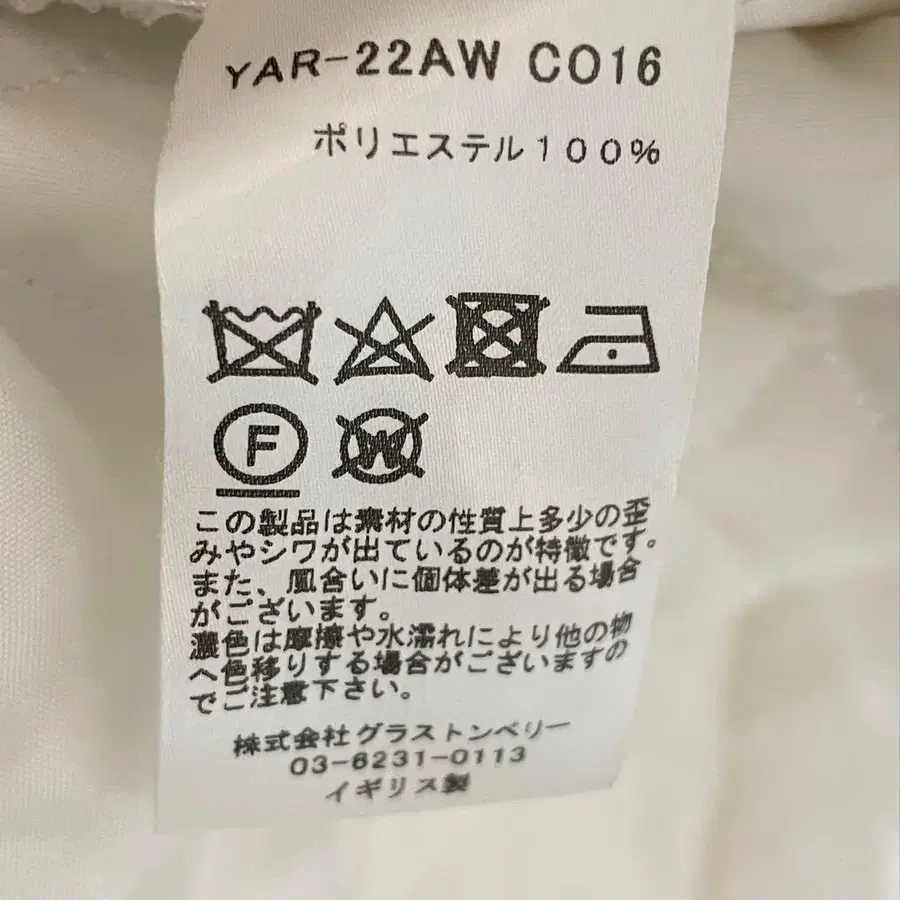 YAR-22AW CO16
ポリエステル100%
F
W
この製品は素材の性質上多少の歪
みやシワが出ているのが特徴です。
また、風合いに個体差が出る場合
がございます。
濃色は摩擦や水濡れにより他の物
へ色移りする場合がございますの
でご注意下さい。
株式会社グラストンベリー
03-6231-0113
イギリス製